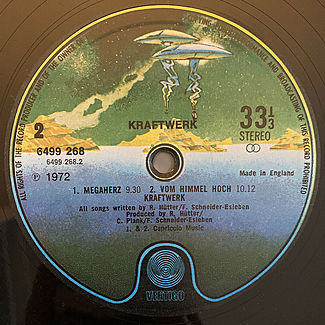 ALL RIGHTS OF THE RECORD PRODUCER AND OF THE OWNER
PERFORMANCE AND BROADCASTING OF THIS RECORD PROHIBITED
KRAFTWERK
2
33⅓
6499 268
STEREO
6499 268.2
℗ 1972
Made in England
1. MEGAHERZ 9.30 2. VOM HIMMEL HOCH 10.12
KRAFTWERK
All songs written by R. Hütter/F. Schneider-Esleben
Produced by R. Hütter/
C. Plank/F. Schneider-Esleben
1. & 2. Capriccio Music
VERTIGO